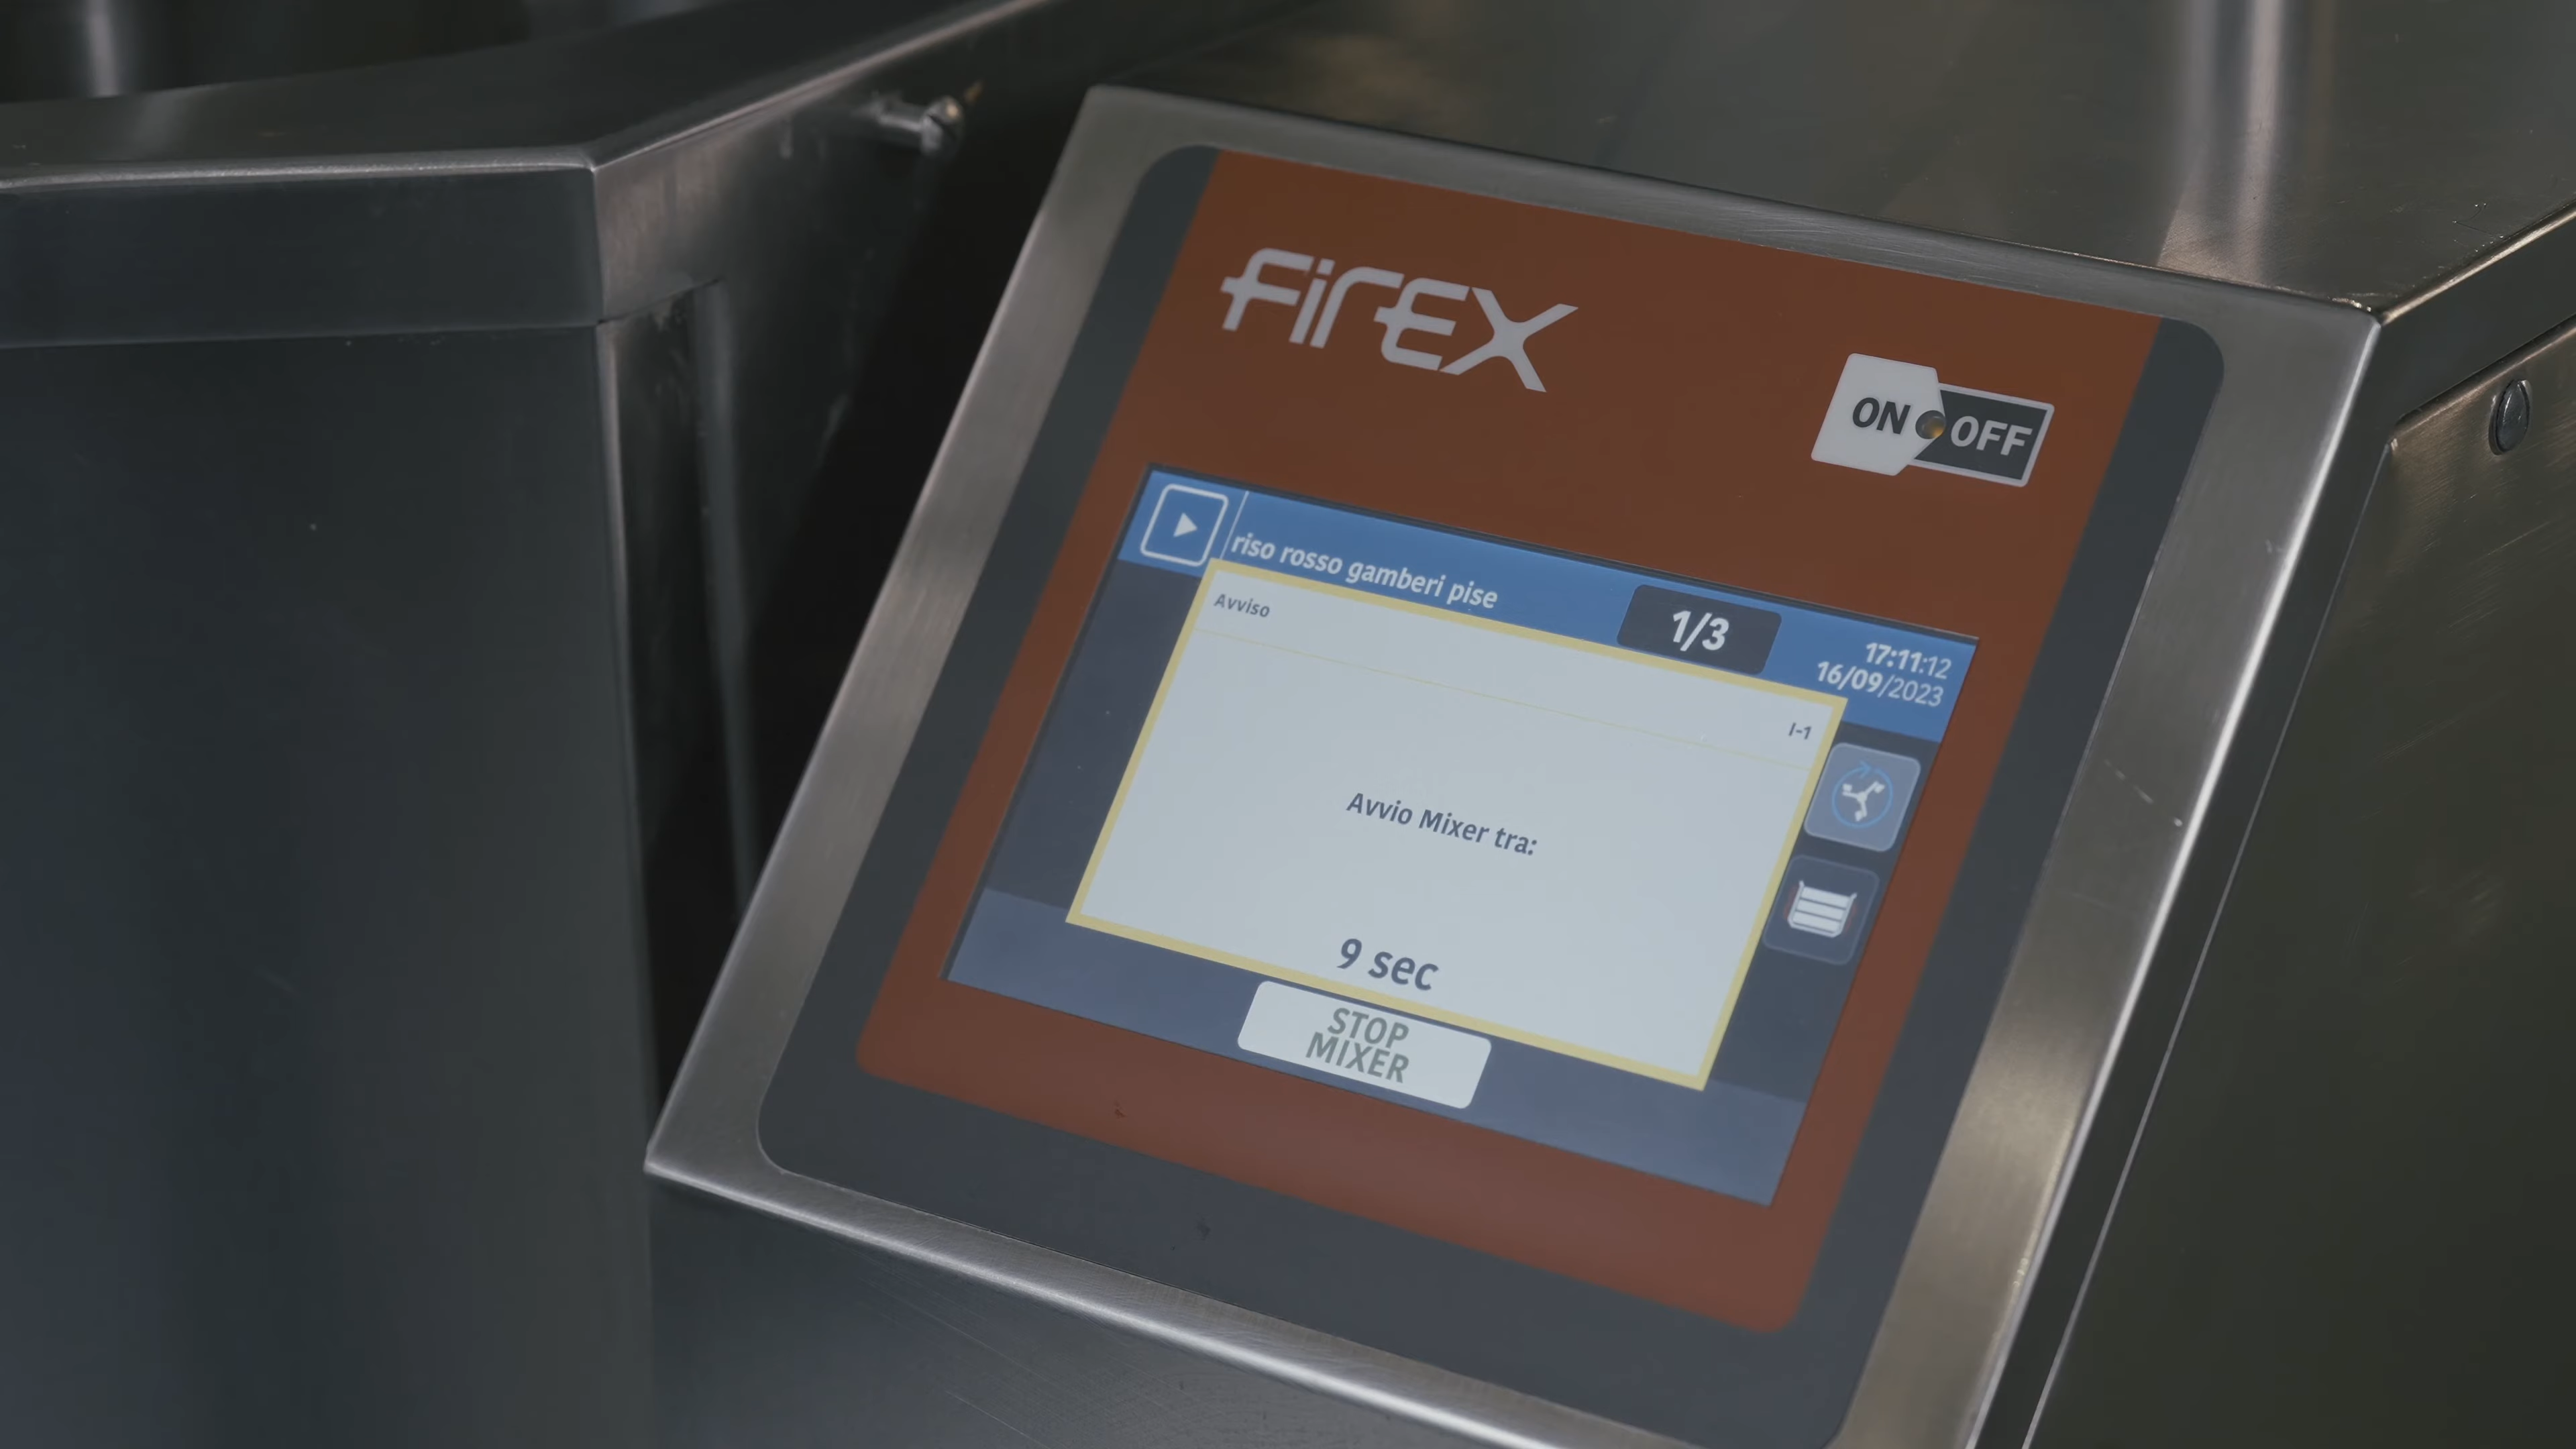 FIREX
ON OFF
riso rosso gamberi pise
1/3
17:11:12
16/09/2023
Avviso
I-1
Avvio Mixer tra:
9 sec
STOP
MIXER